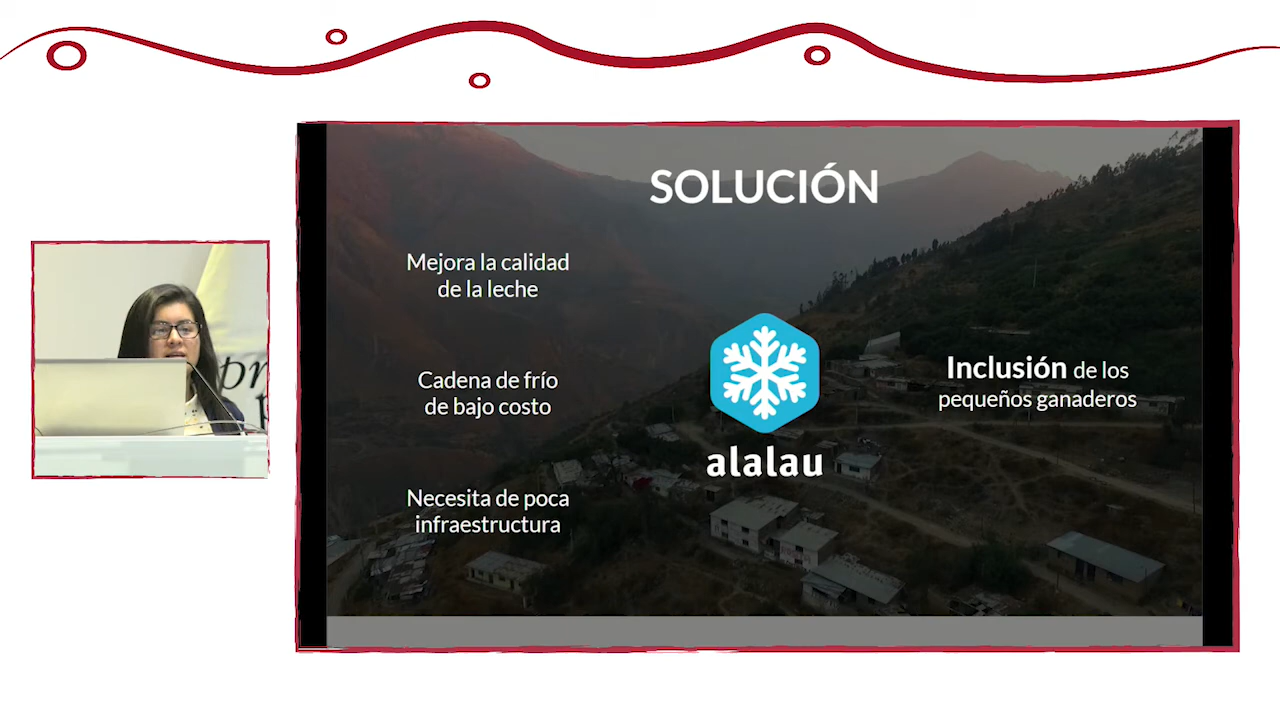 SOLUCIÓN
Mejora la calidad
de la leche
Cadena de frío
de bajo costo
Necesita de poca
infraestructura
alalau
Inclusión de los
pequeños ganaderos